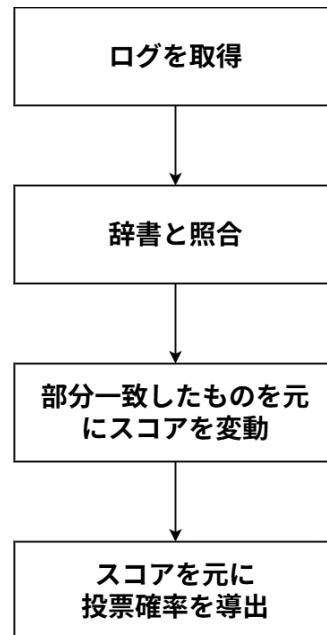 ログを取得
辞書と照合
部分一致したものを元
にスコアを変動
スコアを元に
投票確率を導出